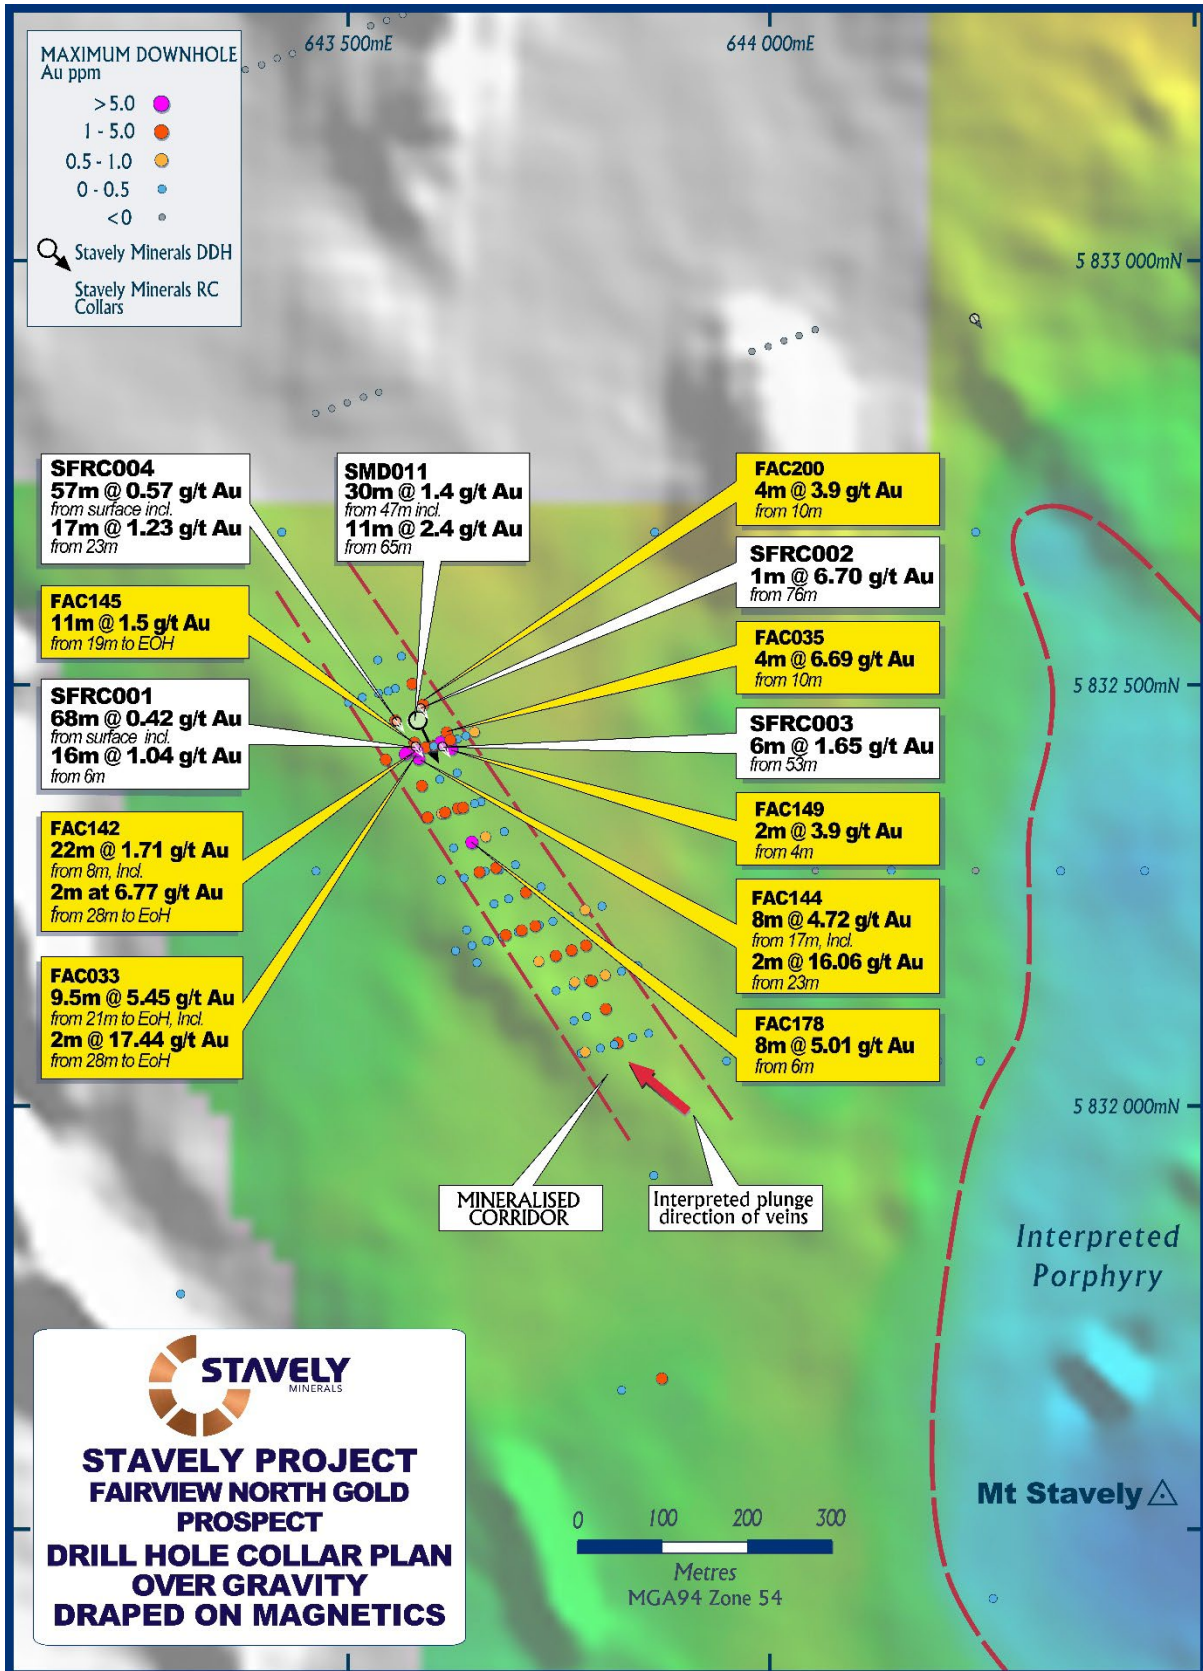 643 500mE
644 000mE
MAXIMUM DOWNHOLE
Au ppm
>5.0
1 - 5.0
0.5 - 1.0
0 - 0.5
<0
Stavely Minerals DDH
Stavely Minerals RC
Collars
5 833 000mN
SFRC004
57m @ 0.57 g/t Au
from surface incl.
17m @ 1.23 g/t Au
from 23m
SMD011
30m @ 1.4 g/t Au
from 47m incl.
11m @ 2.4 g/t Au
from 65m
FAC200
4m @ 3.9 g/t Au
from 10m
SFRC002
1m @ 6.70 g/t Au
from 76m
FAC145
11m @ 1.5 g/t Au
from 19m to EOH
FAC035
4m @ 6.69 g/t Au
from 10m
5 832 500mN
SFRC001
68m @ 0.42 g/t Au
from surface incl.
16m @ 1.04 g/t Au
from 6m
SFRC003
6m @ 1.65 g/t Au
from 53m
FAC149
2m @ 3.9 g/t Au
from 4m
FAC142
22m @ 1.71 g/t Au
from 8m, Incl.
2m at 6.77 g/t Au
from 28m to EoH
FAC144
8m @ 4.72 g/t Au
from 17m, Incl.
2m @ 16.06 g/t Au
from 23m
FAC033
9.5m @ 5.45 g/t Au
from 21m to EoH, Incl.
2m @ 17.44 g/t Au
from 28m to EoH
FAC178
8m @ 5.01 g/t Au
from 6m
5 832 000mN
MINERALISED
CORRIDOR
Interpreted plunge
direction of veins
Interpreted
Porphyry
STAVELY
MINERALS
STAVELY PROJECT
FAIRVIEW NORTH GOLD
PROSPECT
DRILL HOLE COLLAR PLAN
OVER GRAVITY
DRAPED ON MAGNETICS
Mt Stavely
0 100 200 300
Metres
MGA94 Zone 54